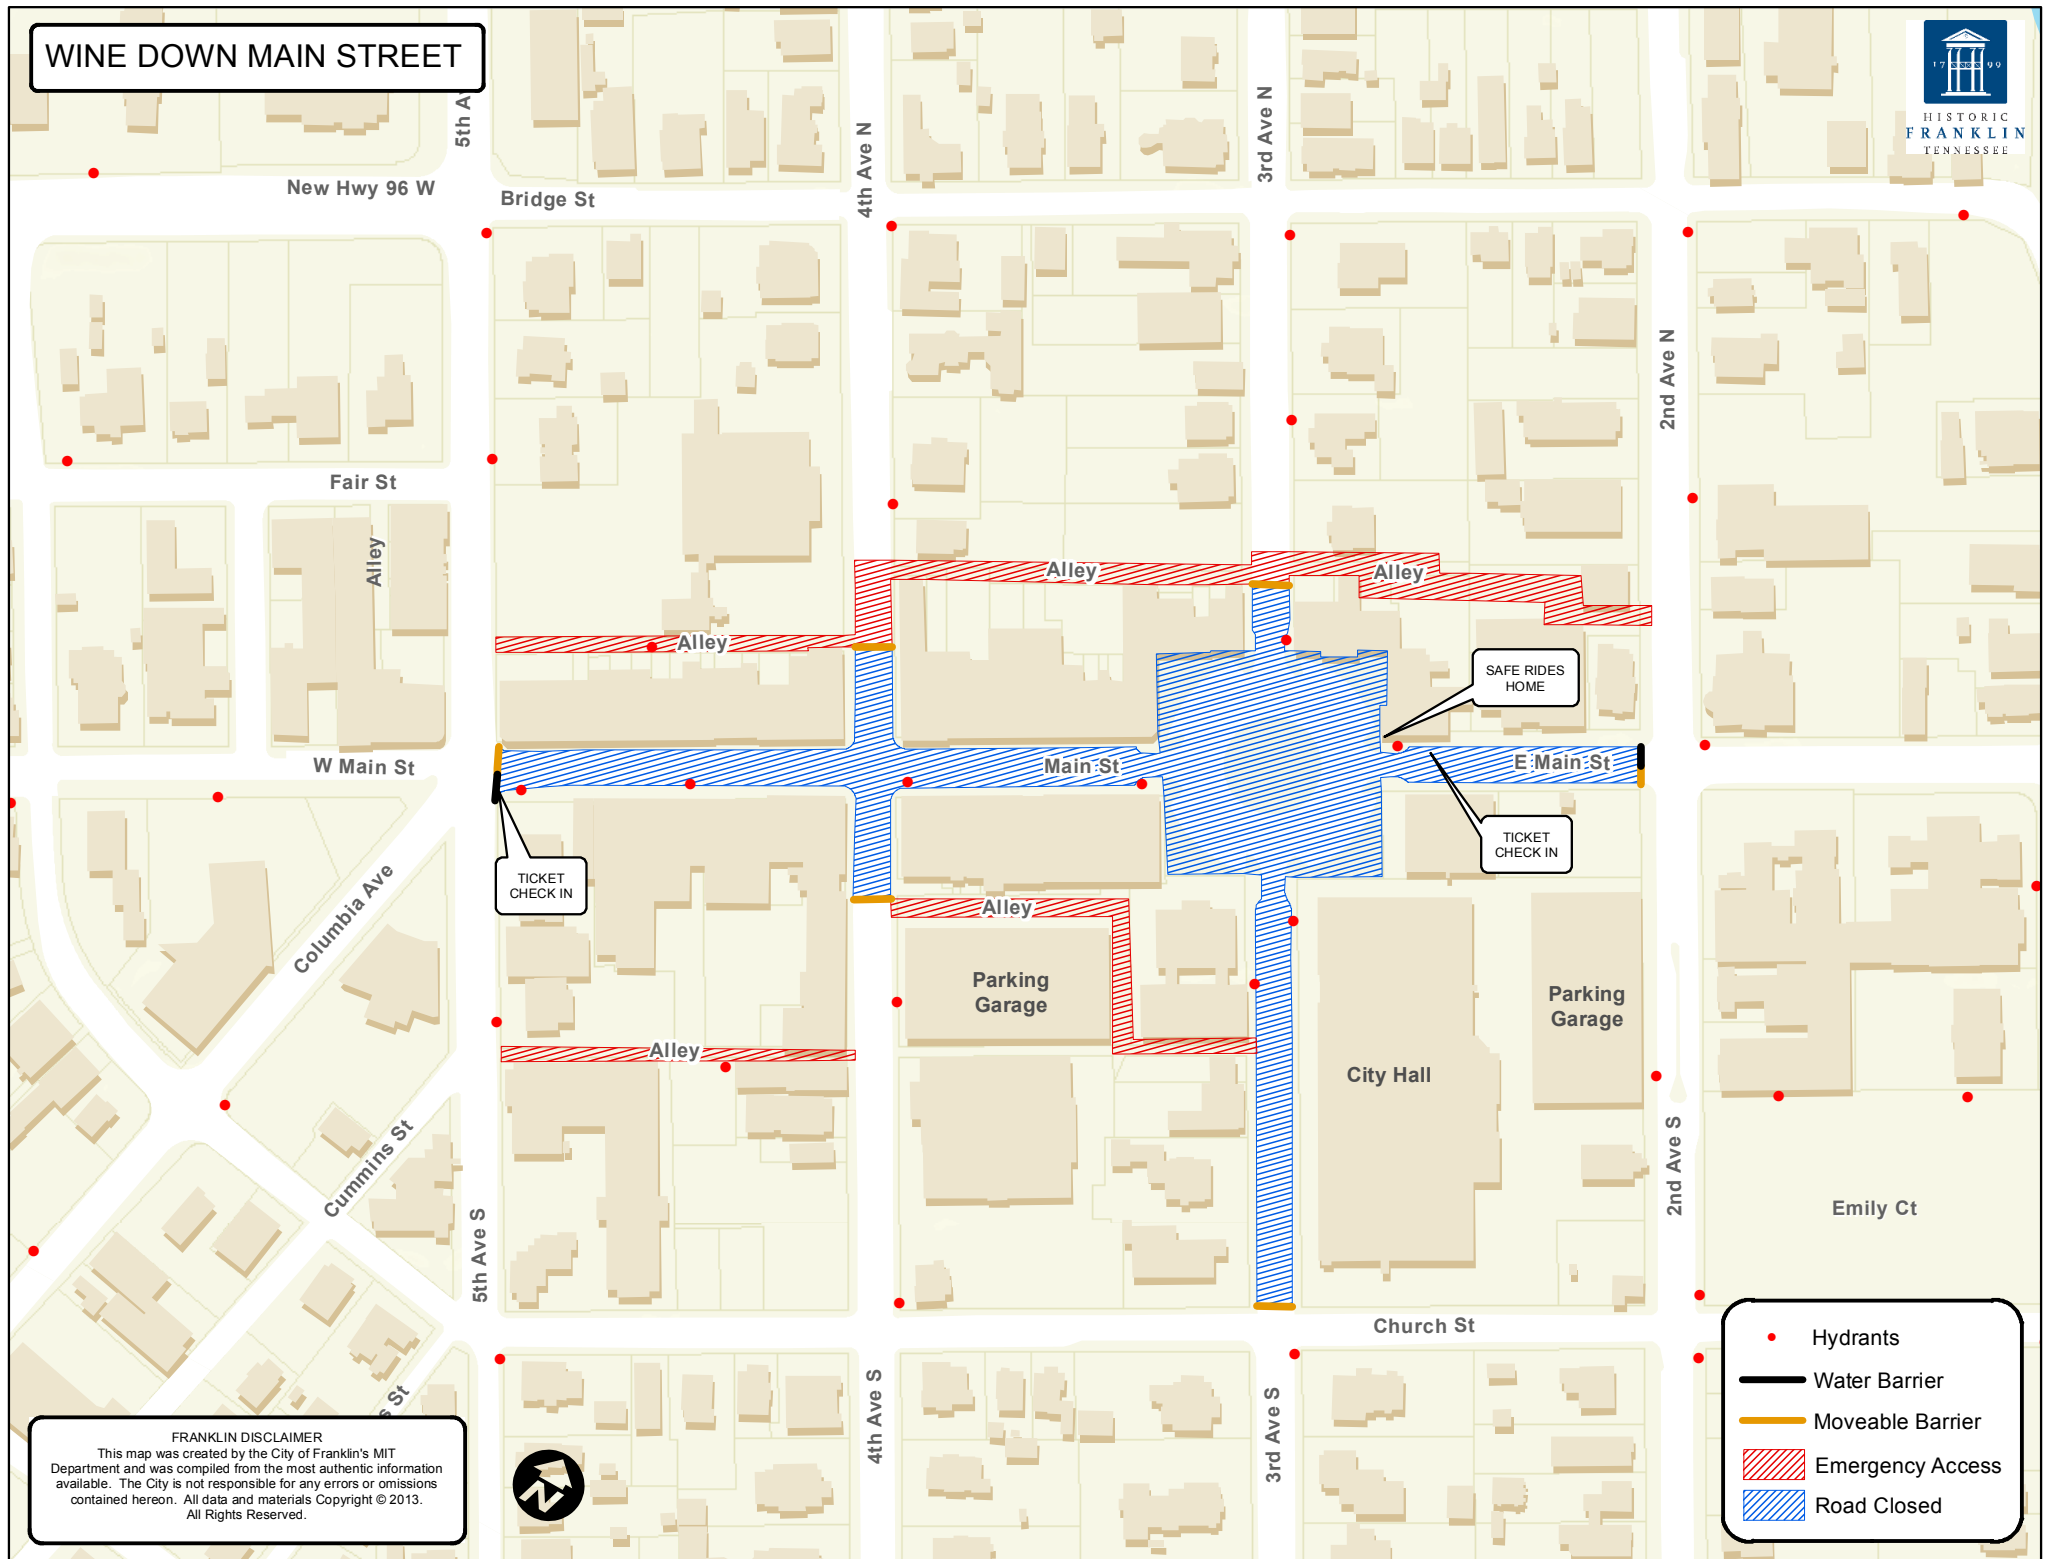 WINE DOWN MAIN STREET
17 99
HISTORIC
FRANKLIN
TENNESSEE
5th A
4th Ave N
3rd Ave N
New Hwy 96 W
Bridge St
2nd Ave N
Fair St
Alley
Alley
Alley
Alley
SAFE RIDES
HOME
W Main St
Main St
E Main St
TICKET
CHECK IN
TICKET
CHECK IN
Columbia Ave
Alley
Parking
Garage
Parking
Garage
Alley
City Hall
Cummins St
5th Ave S
2nd Ave S
Emily Ct
Church St
s St
4th Ave S
3rd Ave S
N
Hydrants
Water Barrier
Moveable Barrier
Emergency Access
Road Closed
FRANKLIN DISCLAIMER
This map was created by the City of Franklin's MIT
Department and was compiled from the most authentic information
available. The City is not responsible for any errors or omissions
contained hereon. All data and materials Copyright © 2013.
All Rights Reserved.